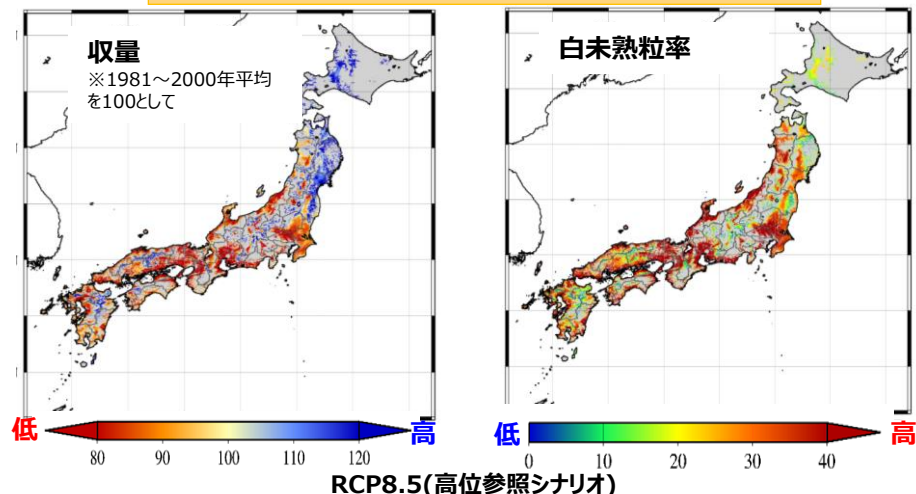 収量
※1981~2000年平均
を100として
白未熟粒率
低
高
80 90 100 110 120
低
高
0 10 20 30 40
RCP8.5(高位参照シナリオ)